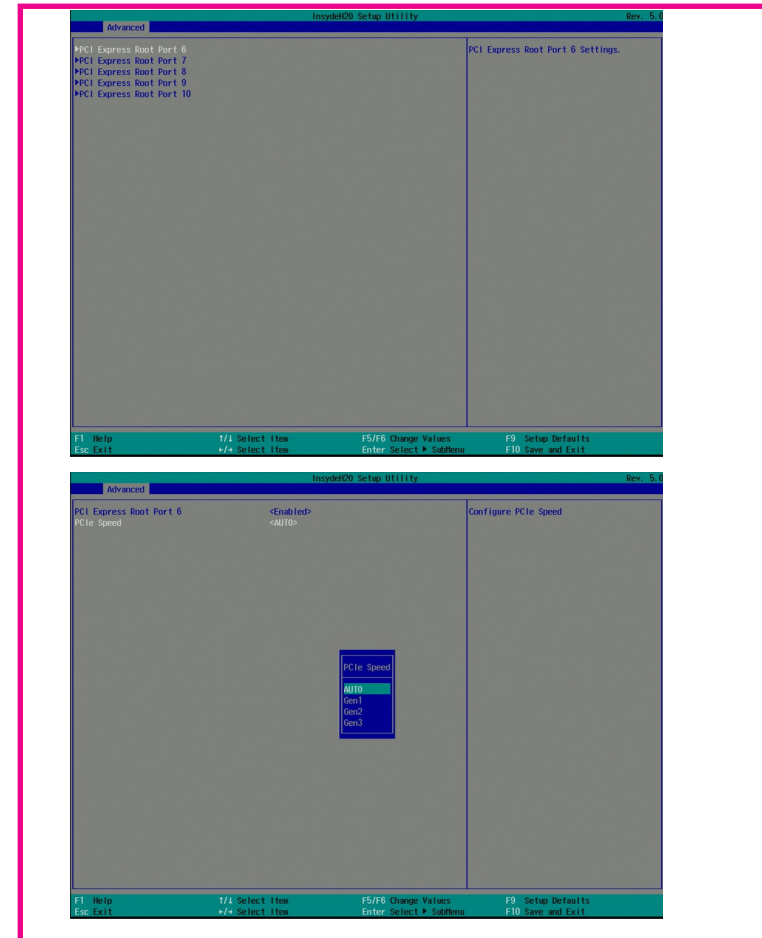 InsydeH20 Setup Utility Rev. 5.0
Advanced
▶PCI Express Root Port 6 PCI Express Root Port 6 Settings.
▶PCI Express Root Port 7
▶PCI Express Root Port 8
▶PCI Express Root Port 9
▶PCI Express Root Port 10
F1 Help ↑/↓ Select Item F5/F6 Change Values F9 Setup Defaults
Esc Exit ←/→ Select Item Enter Select ▶ SubMenu F10 Save and Exit
InsydeH20 Setup Utility Rev. 5.0
Advanced
PCI Express Root Port 6 <Enabled> Configure PCIe Speed
PCIe Speed <AUTO>
PCIe Speed
AUTO
Gen1
Gen2
Gen3
F1 Help ↑/↓ Select Item F5/F6 Change Values F9 Setup Defaults
Esc Exit ←/→ Select Item Enter Select ▶ SubMenu F10 Save and Exit